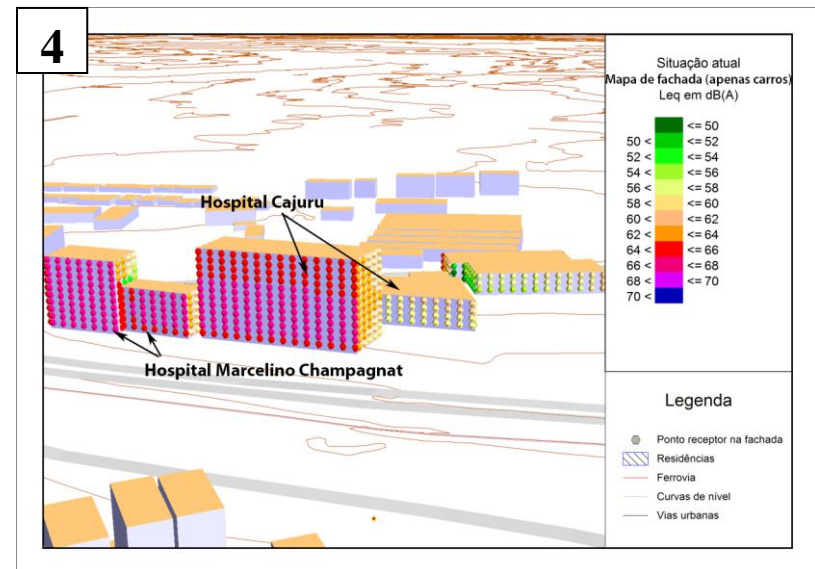 4
Situação atual
Mapa de fachada (apenas carros)
Leq em dB(A)
<= 50
50 < <= 52
52 < <= 54
54 < <= 56
56 < <= 58
58 < <= 60
60 < <= 62
62 < <= 64
64 < <= 66
66 < <= 68
68 < <= 70
70 <
Hospital Cajuru
Hospital Marcelino Champagnat
Legenda
Ponto receptor na fachada
Residências
Ferrovia
Curvas de nível
Vias urbanas